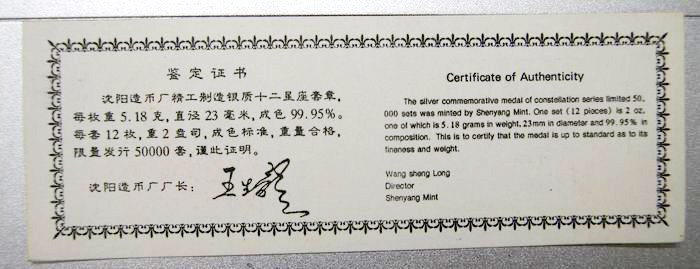 鉴定证书
沈阳造币厂精工制造银质十二星座套章，
每枚重5.18克，直径23毫米，成色99.95%。
每套12枚，重2盎司，成色标准，重量合格，
限量发行50000套，谨此证明。
沈阳造币厂厂长：
Certificate of Authenticity
The silver commemorative medal of constellation series limited 50,
000 sets was minted by Shenyang Mint. One set (12 pieces) is 2 oz,
one of which is 5.18 grams in weight, 23mm in diameter and 99.95% in
composition. This is to certify that the medal is up to standard as to its
fineness and weight.
Wang sheng Long
Director
Shenyang Mint